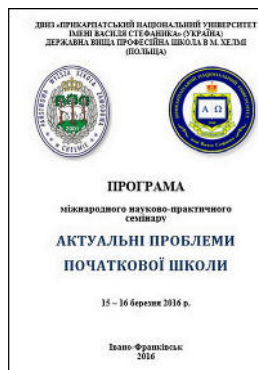 ДВНЗ «ПРИКАРПАТСЬКИЙ НАЦІОНАЛЬНИЙ УНІВЕРСИТЕТ
ІМЕНІ ВАСИЛЯ СТЕФАНИКА» (УКРАЇНА)
ДЕРЖАВНА ВИЩА ПРОФЕСІЙНА ШКОЛА В М. ХЕЛМІ
(ПОЛЬЩА)
ПРОГРАМА
міжнародного науково-практичного
семінару
АКТУАЛЬНІ ПРОБЛЕМИ
ПОЧАТКОВОЇ ШКОЛИ
15 – 16 березня 2016 р.
Івано-Франківськ
2016